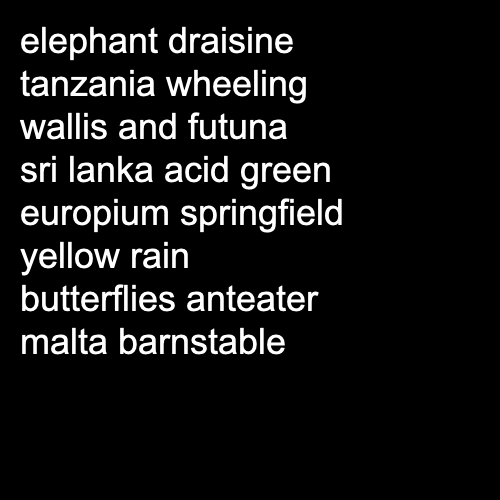 elephant draisine
tanzania wheeling
wallis and futuna
sri lanka acid green
europium springfield
yellow rain
butterflies anteater
malta barnstable